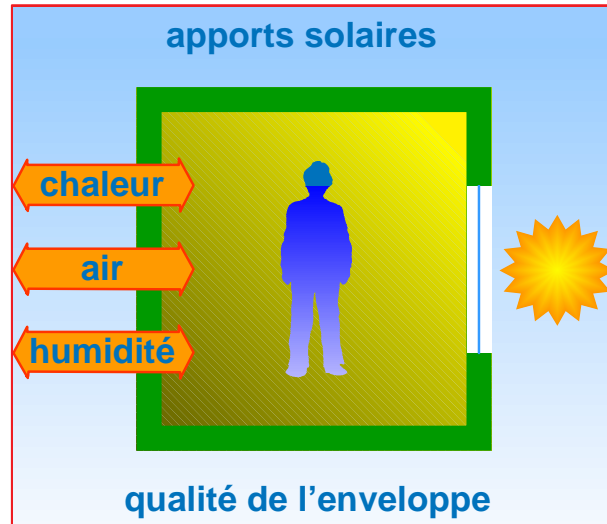 apports solaires
chaleur
air
humidité
qualité de l’enveloppe